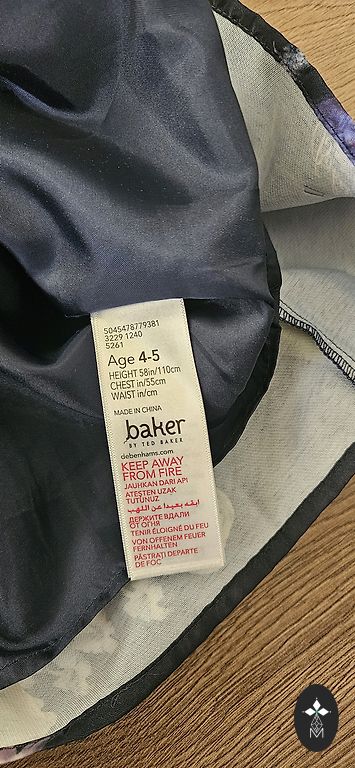 5045478779381
3229 1240
5261
Age 4-5
HEIGHT 58in/110cm
CHEST in/55cm
WAIST in/cm
MADE IN CHINA
baker
BY TED BAKER
debenhams.com
KEEP AWAY
FROM FIRE
JAUHKAN DARI API
ATEŞTEN UZAK
TUTUNUZ
ابقه بعيدا عن اللهب
ДЕРЖИТЕ ВДАЛИ
ОТ ОГНЯ
TENIR ÉLOIGNÉ DU FEU
VON OFFENEM FEUER
FERNHALTEN
PĂSTRAȚI DEPARTE
DE FOC
M